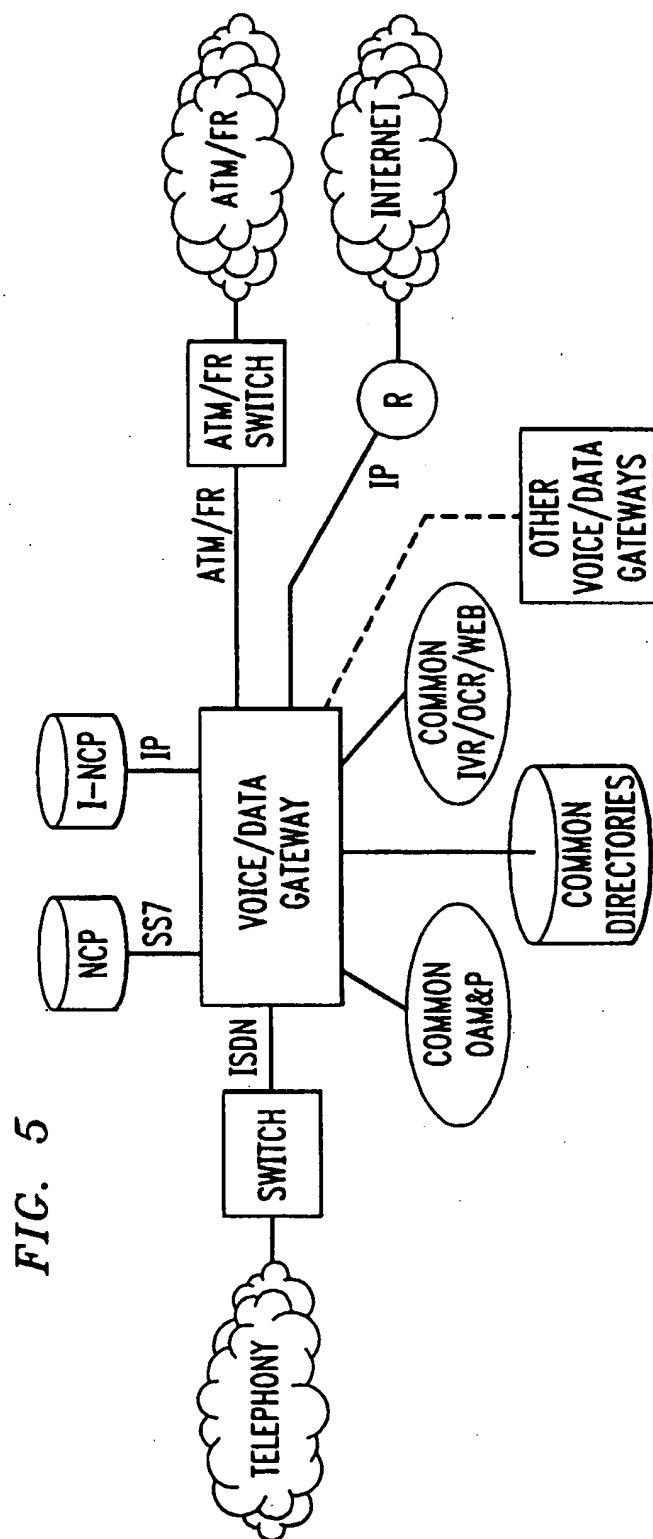 FIG. 5
NCP
I-NCP
SS7
IP
TELEPHONY
SWITCH
ISDN
VOICE/DATA
GATEWAY
ATM/FR
ATM/FR
SWITCH
ATM/FR
IP
R
INTERNET
COMMON
OAM&P
COMMON
DIRECTORIES
COMMON
IVR/OCR/WEB
OTHER
VOICE/DATA
GATEWAYS